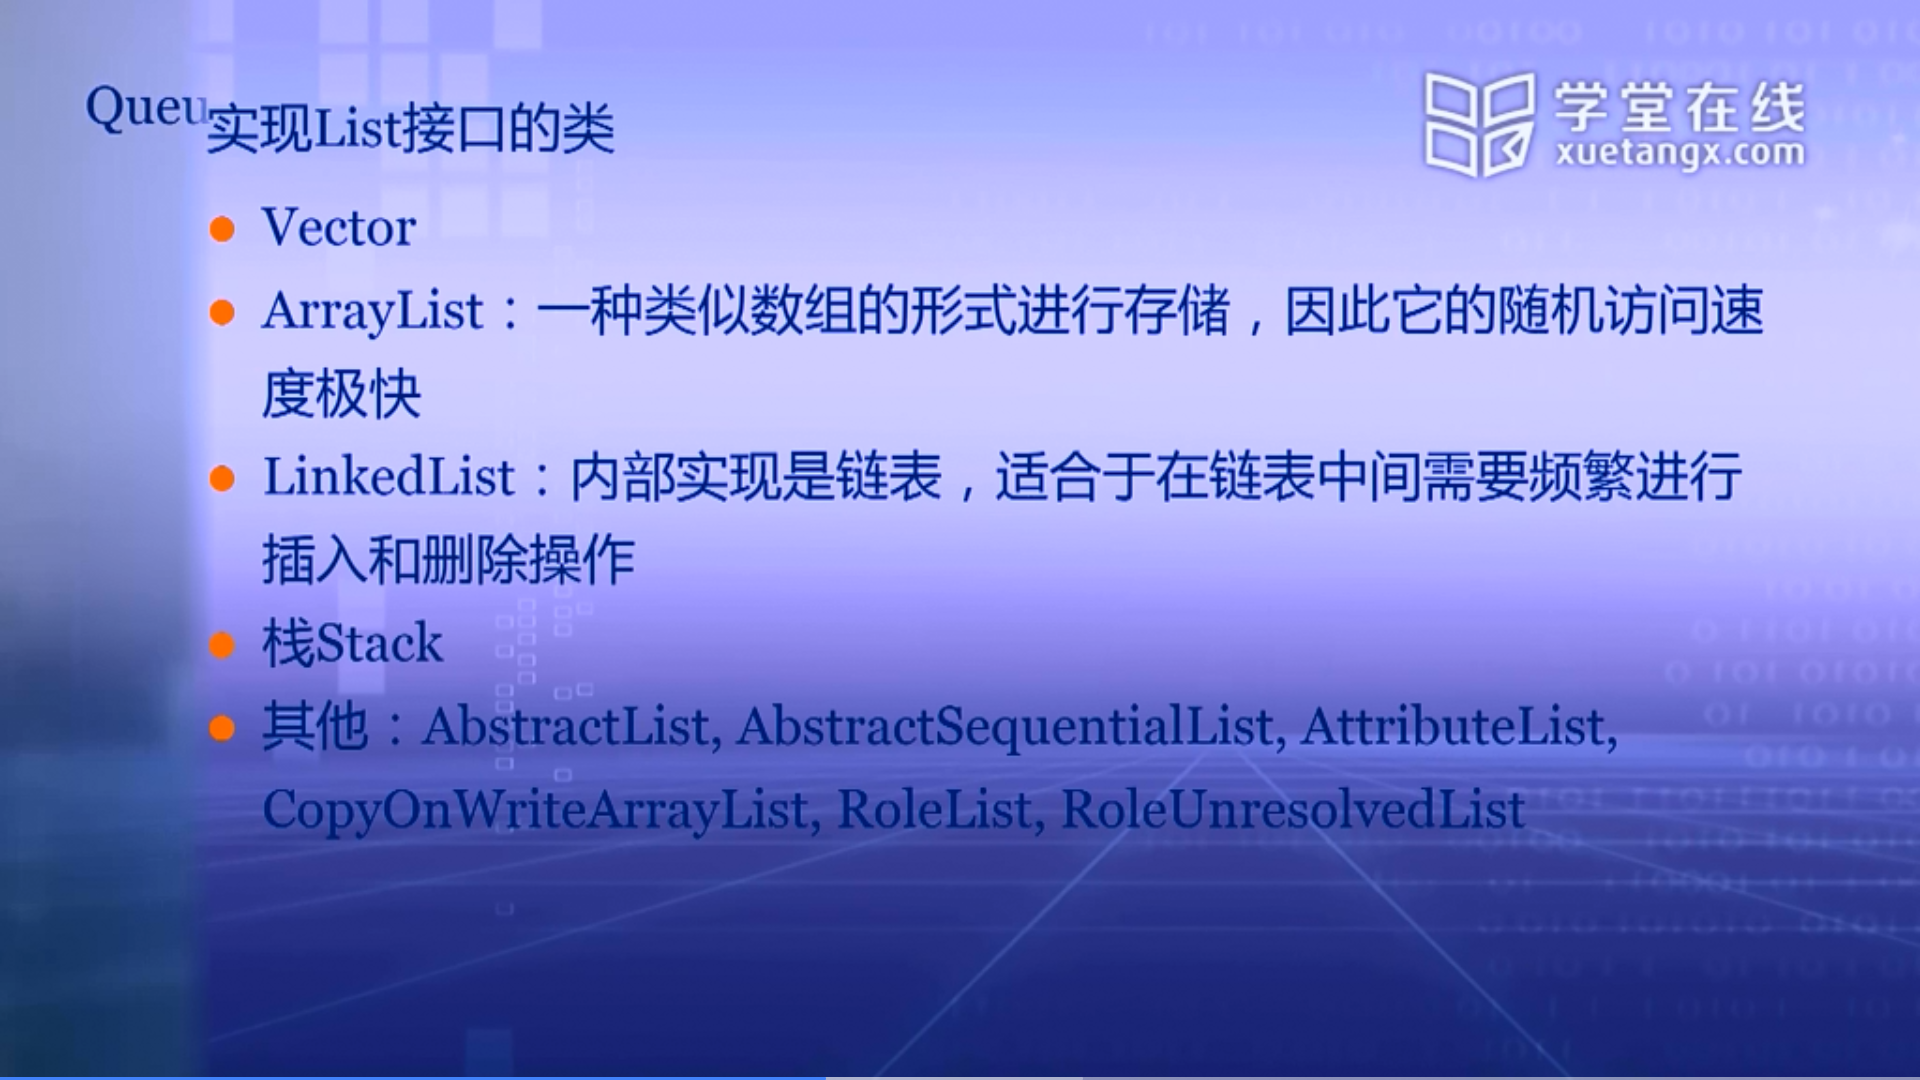 Queu
实现List接口的类
学堂在线
xuetangx.com
Vector
ArrayList：一种类似数组的形式进行存储，因此它的随机访问速
度极快
LinkedList：内部实现是链表，适合于在链表中间需要频繁进行
插入和删除操作
栈Stack
其他：AbstractList, AbstractSequentialList, AttributeList,
CopyOnWriteArrayList, RoleList, RoleUnresolvedList